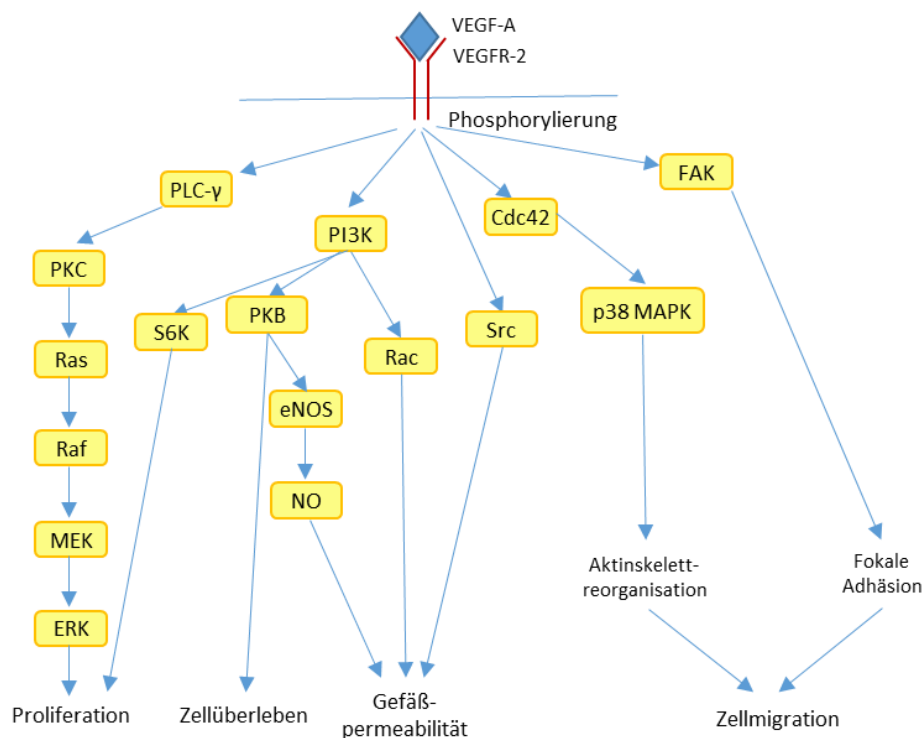 VEGF-A
VEGFR-2
Phosphorylierung
PLC-γ
FAK
PI3K
Cdc42
PKC
S6K
PKB
Rac
Src
p38 MAPK
Ras
eNOS
Raf
NO
MEK
Aktinskelett-
reorganisation
Fokale
Adhäsion
ERK
Proliferation
Zellüberleben
Gefäß-
permeabilität
Zellmigration